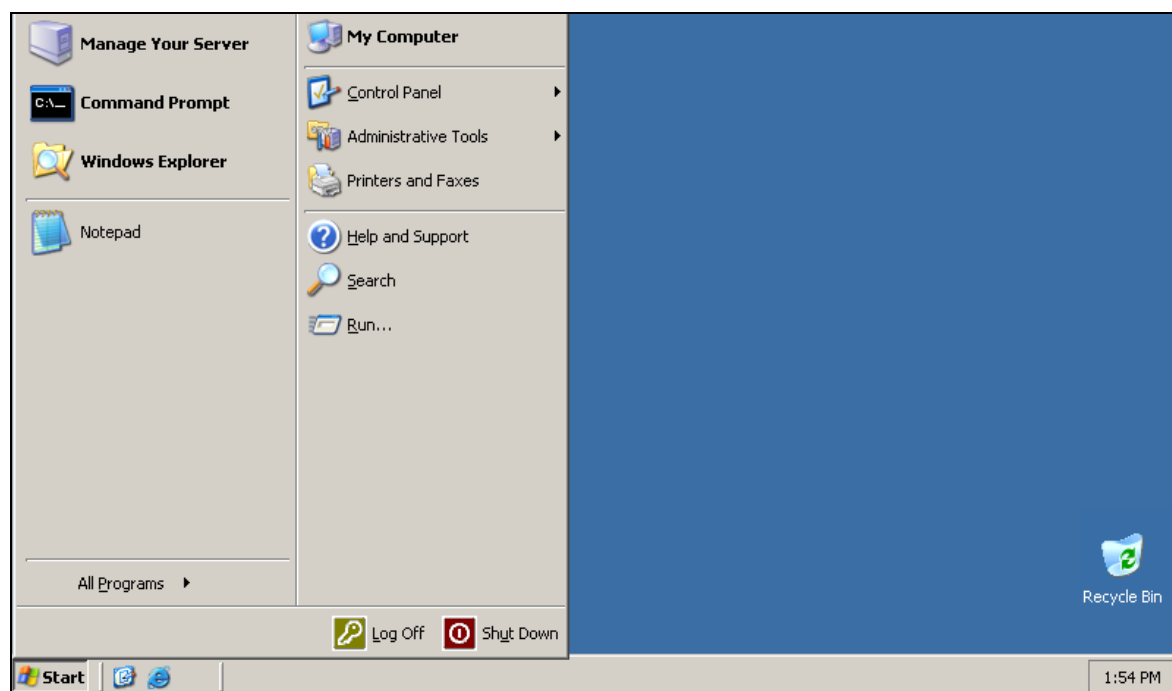 Manage Your Server
Command Prompt
Windows Explorer
Notepad
All Programs
My Computer
Control Panel
Administrative Tools
Printers and Faxes
Help and Support
Search
Run...
Log Off
Shut Down
Recycle Bin
Start
1:54 PM
C:\_